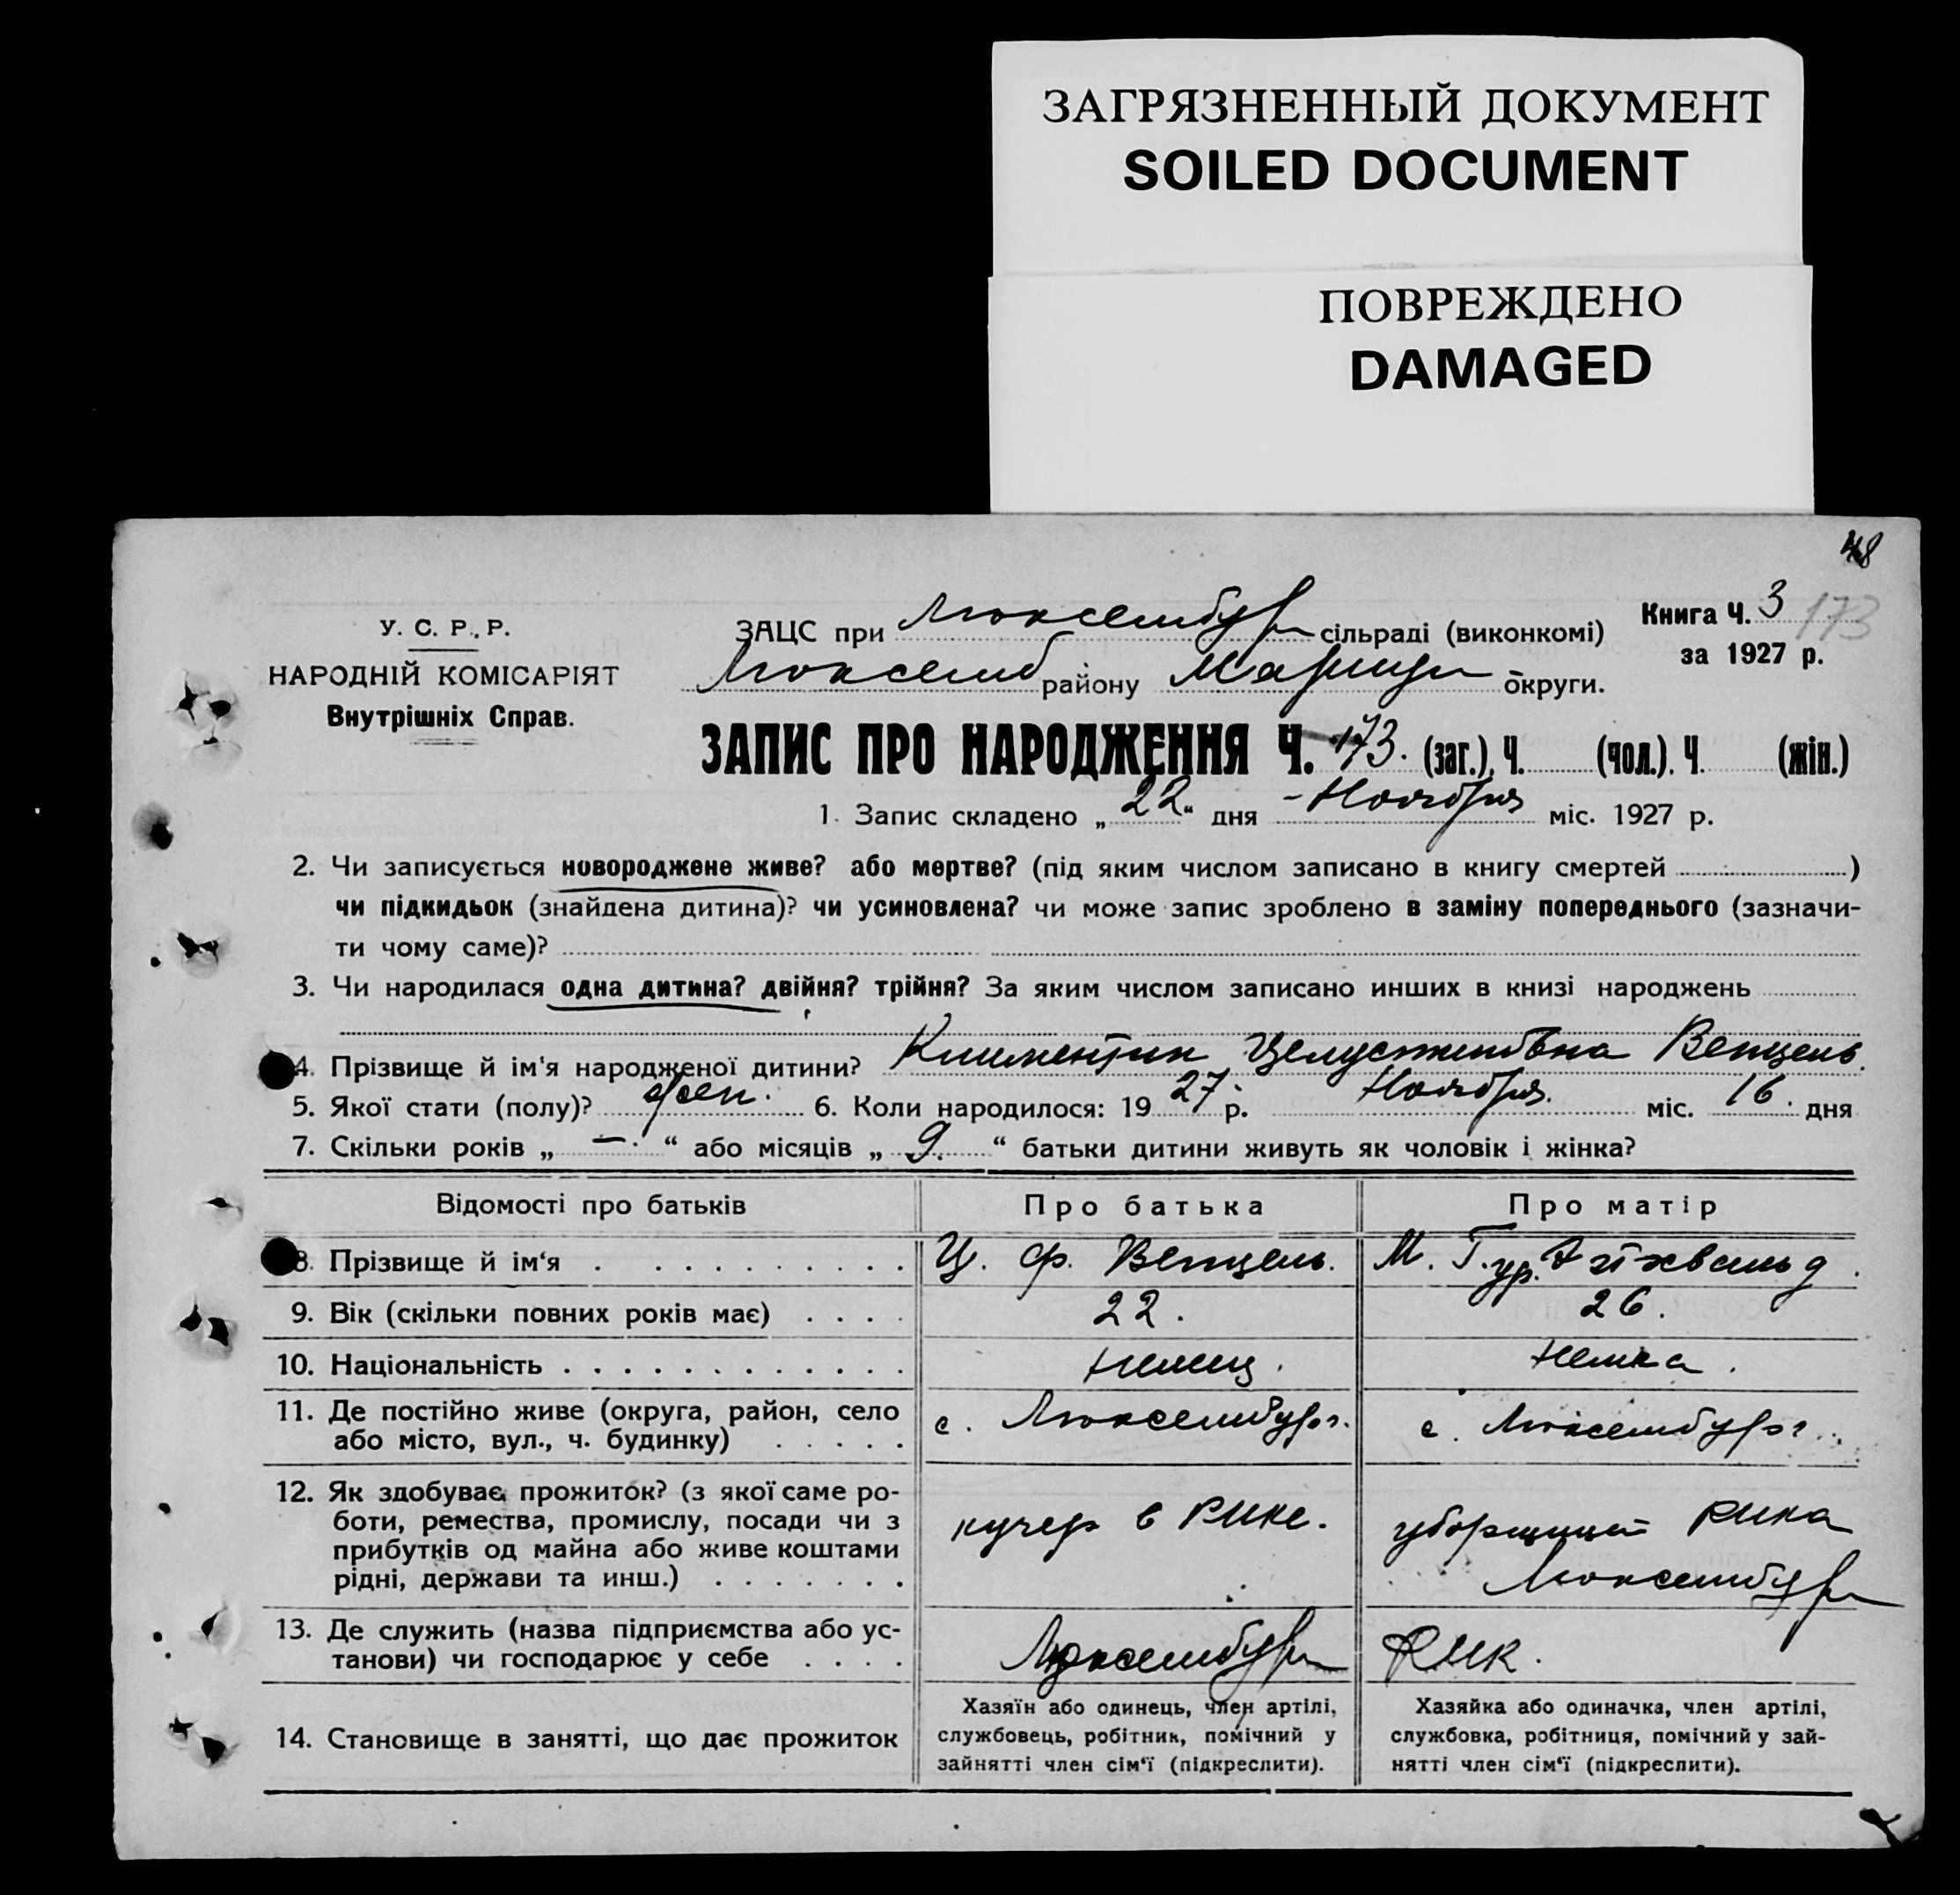 ЗАГРЯЗНЕННЫЙ ДОКУМЕНТ
SOILED DOCUMENT
ПОВРЕЖДЕНО
DAMAGED
48
У. С. Р. Р.
НАРОДНІЙ КОМІСАРІЯТ
Внутрішніх Справ.
ЗАЦС при Люксембур сільраді (виконкомі)
Люксемб району Маріуп округи.
Книга Ч. 3 173
за 1927 р.
ЗАПИС ПРО НАРОДЖЕННЯ Ч. 173. (заг.), Ч. (чол.). Ч (жін.)
1. Запис складено „22“ дня Ноября міс. 1927 р.
2. Чи записується новороджене живе? або мертве? (під яким числом записано в книгу смертей )
чи підкидьок (знайдена дитина)? чи усиновлена? чи може запис зроблено в заміну попереднього (зазначи-
ти чому саме)?
3. Чи народилася одна дитина? двійня? трійня? За яким числом записано инших в книзі народжень
4. Прізвище й ім'я народженої дитини? Венцель.
5. Якої стати (полу)? жен. 6. Коли народилося: 1927 р. Ноября. міс. 16. дня
7. Скільки років „ — “ або місяців „ 9. “ батьки дитини живуть як чоловік і жінка?
Відомості про батьків Про батька Про матір
8. Прізвище й ім'я Ц. Ф. Венцель. М. Г. ур.
9. Вік (скільки повних років має) 22. 26.
10. Національність Немец. Немка.
11. Де постійно живе (округа, район, село
або місто, вул., ч. будинку)
с. Люксембург. с. Люксембург.
12. Як здобуває прожиток? (з якої саме ро-
боти, ремества, промислу, посади чи з
прибутків од майна або живе коштами
рідні, держави та инш.)
кучер в РИКе. уборщица РИКа
Люксембур
13. Де служить (назва підприємства або ус-
танови) чи господарює у себе
Люксембур РИК.
14. Становище в занятті, що дає прожиток
Хазяїн або одинець, член артілі,
службовець, робітник, помічний у
зайнятті член сім'ї (підкреслити).
Хазяйка або одиначка, член артілі,
службовка, робітниця, помічний у зай-
нятті член сім'ї (підкреслити).